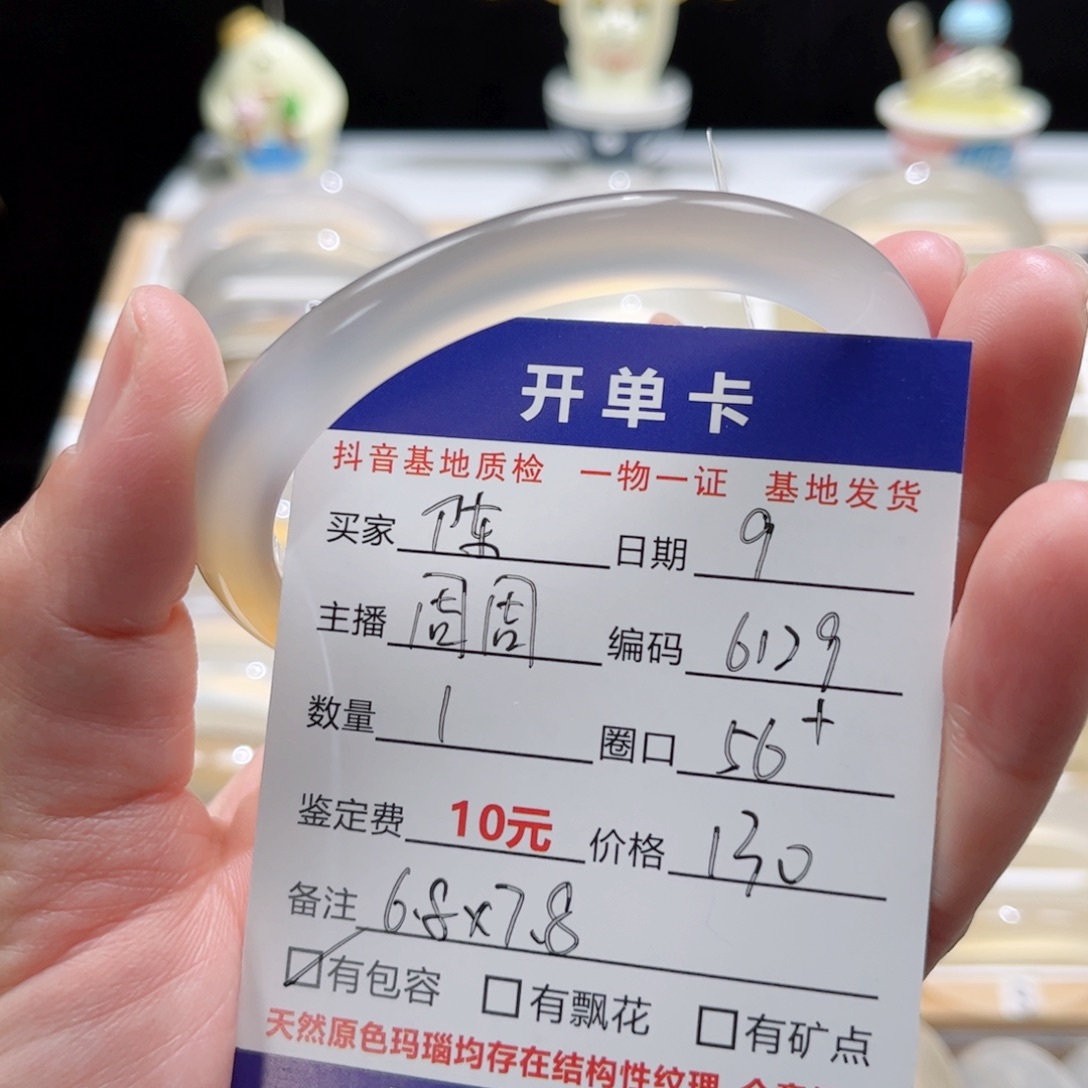 开单卡
抖音基地质检 一物一证 基地发货
买家 陈 日期 9
主播 周周 编码 6129
数量 1 圈口 56+
鉴定费 10元 价格 130
备注 6.8x7.8
有包容 有飘花 有矿点
天然原色玛瑙均存在结构性纹理